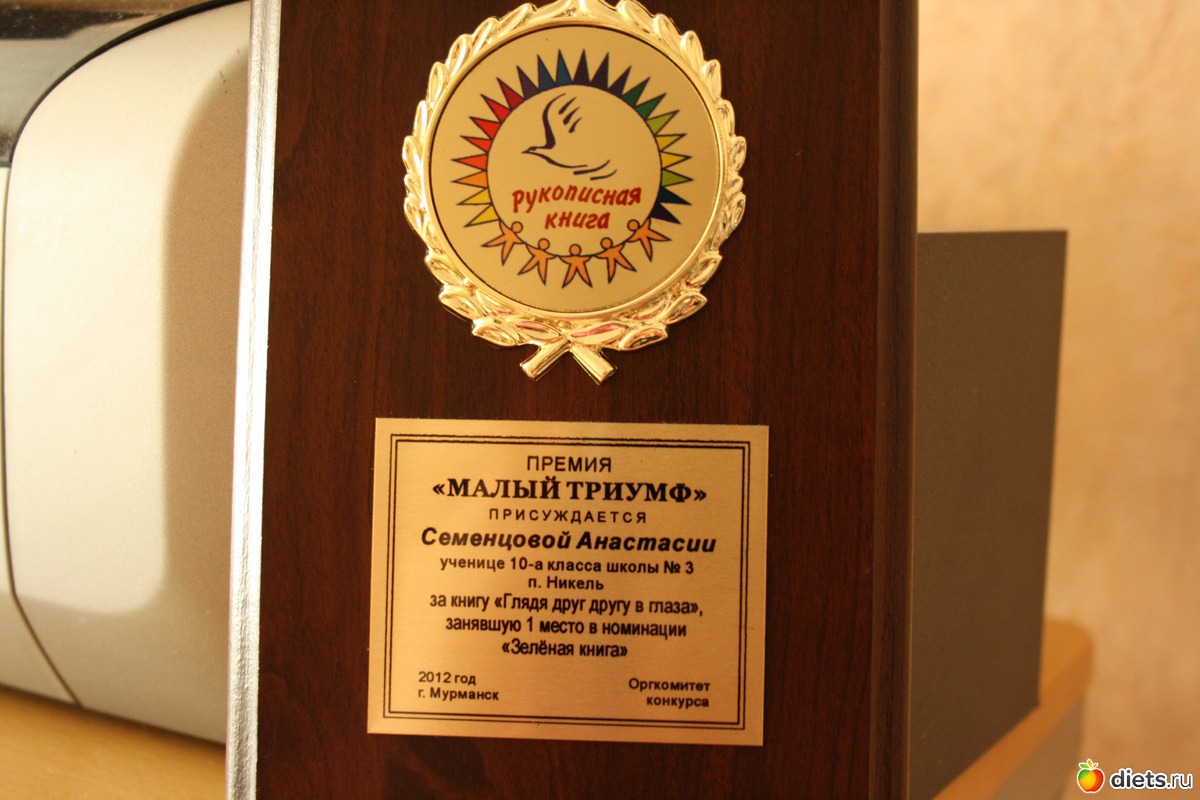 рукописная
книга
ПРЕМИЯ
«МАЛЫЙ ТРИУМФ»
ПРИСУЖДАЕТСЯ
Семенцовой Анастасии
ученице 10-а класса школы № 3
п. Никель
за книгу «Глядя друг другу в глаза»,
занявшую 1 место в номинации
«Зелёная книга»
2012 год
г. Мурманск
Оргкомитет
конкурса
diets.ru